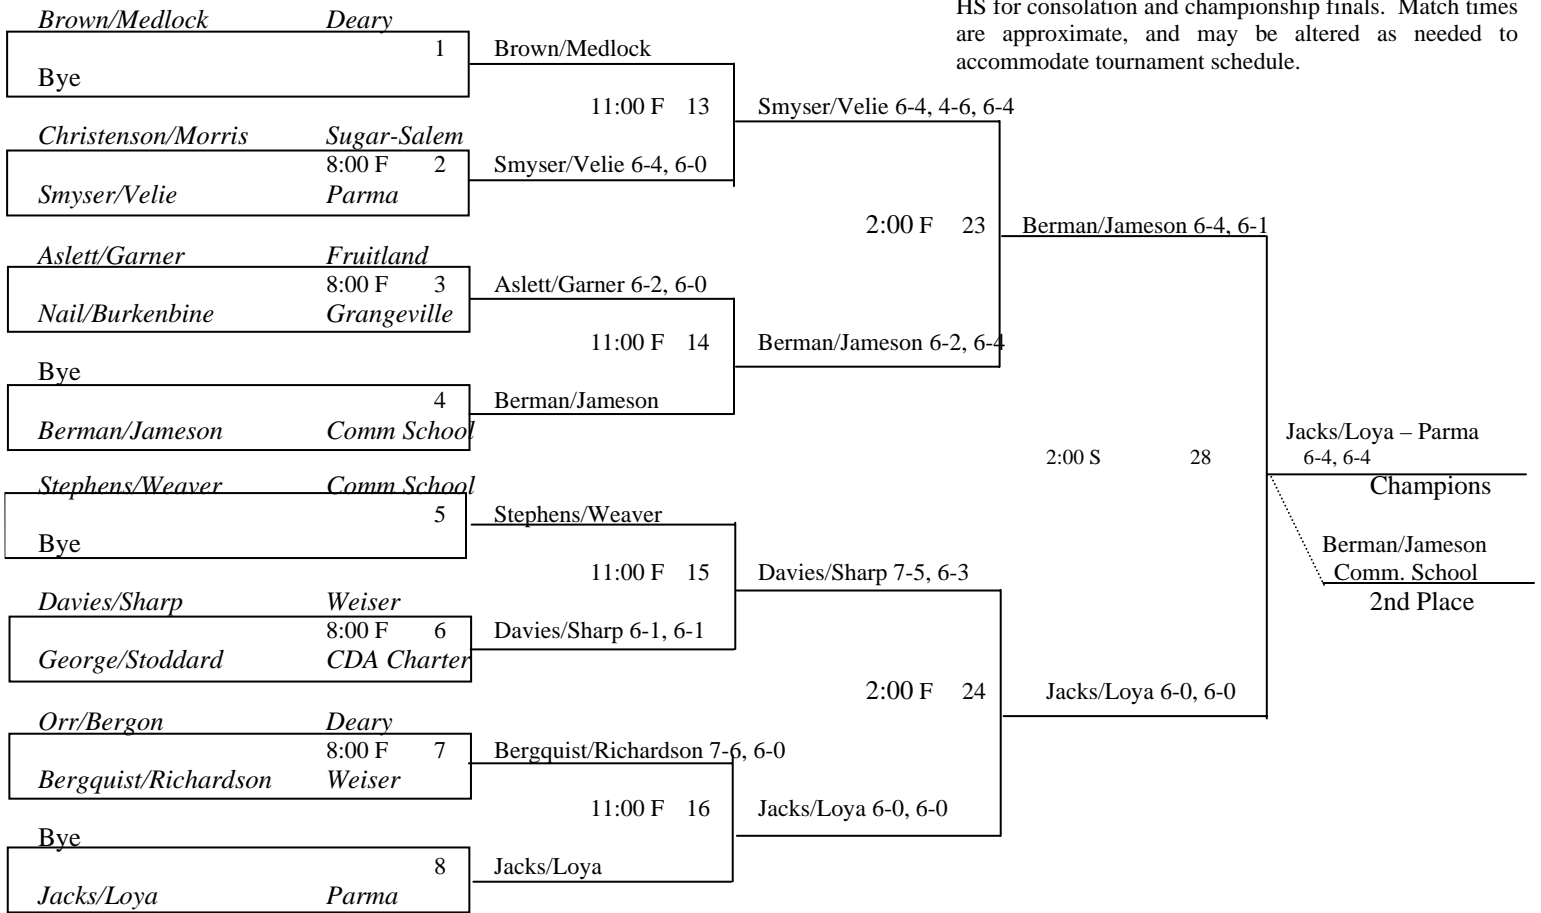 HS for consolation and championship finals. Match times
are approximate, and may be altered as needed to
accommodate tournament schedule.
Brown/Medlock Deary
1 Brown/Medlock
Bye
11:00 F 13 Smyser/Velie 6-4, 4-6, 6-4
Christenson/Morris Sugar-Salem
8:00 F 2 Smyser/Velie 6-4, 6-0
Smyser/Velie Parma
2:00 F 23 Berman/Jameson 6-4, 6-1
Aslett/Garner Fruitland
8:00 F 3 Aslett/Garner 6-2, 6-0
Nail/Burkenbine Grangeville
11:00 F 14 Berman/Jameson 6-2, 6-4
Bye
4 Berman/Jameson
Berman/Jameson Comm School
Jacks/Loya – Parma
2:00 S 28 6-4, 6-4
Stephens/Weaver Comm School
Champions
5 Stephens/Weaver
Bye
Berman/Jameson
11:00 F 15 Davies/Sharp 7-5, 6-3
Comm. School
Davies/Sharp Weiser
2nd Place
8:00 F 6 Davies/Sharp 6-1, 6-1
George/Stoddard CDA Charter
2:00 F 24 Jacks/Loya 6-0, 6-0
Orr/Bergon Deary
8:00 F 7 Bergquist/Richardson 7-6, 6-0
Bergquist/Richardson Weiser
11:00 F 16 Jacks/Loya 6-0, 6-0
Bye
8 Jacks/Loya
Jacks/Loya Parma